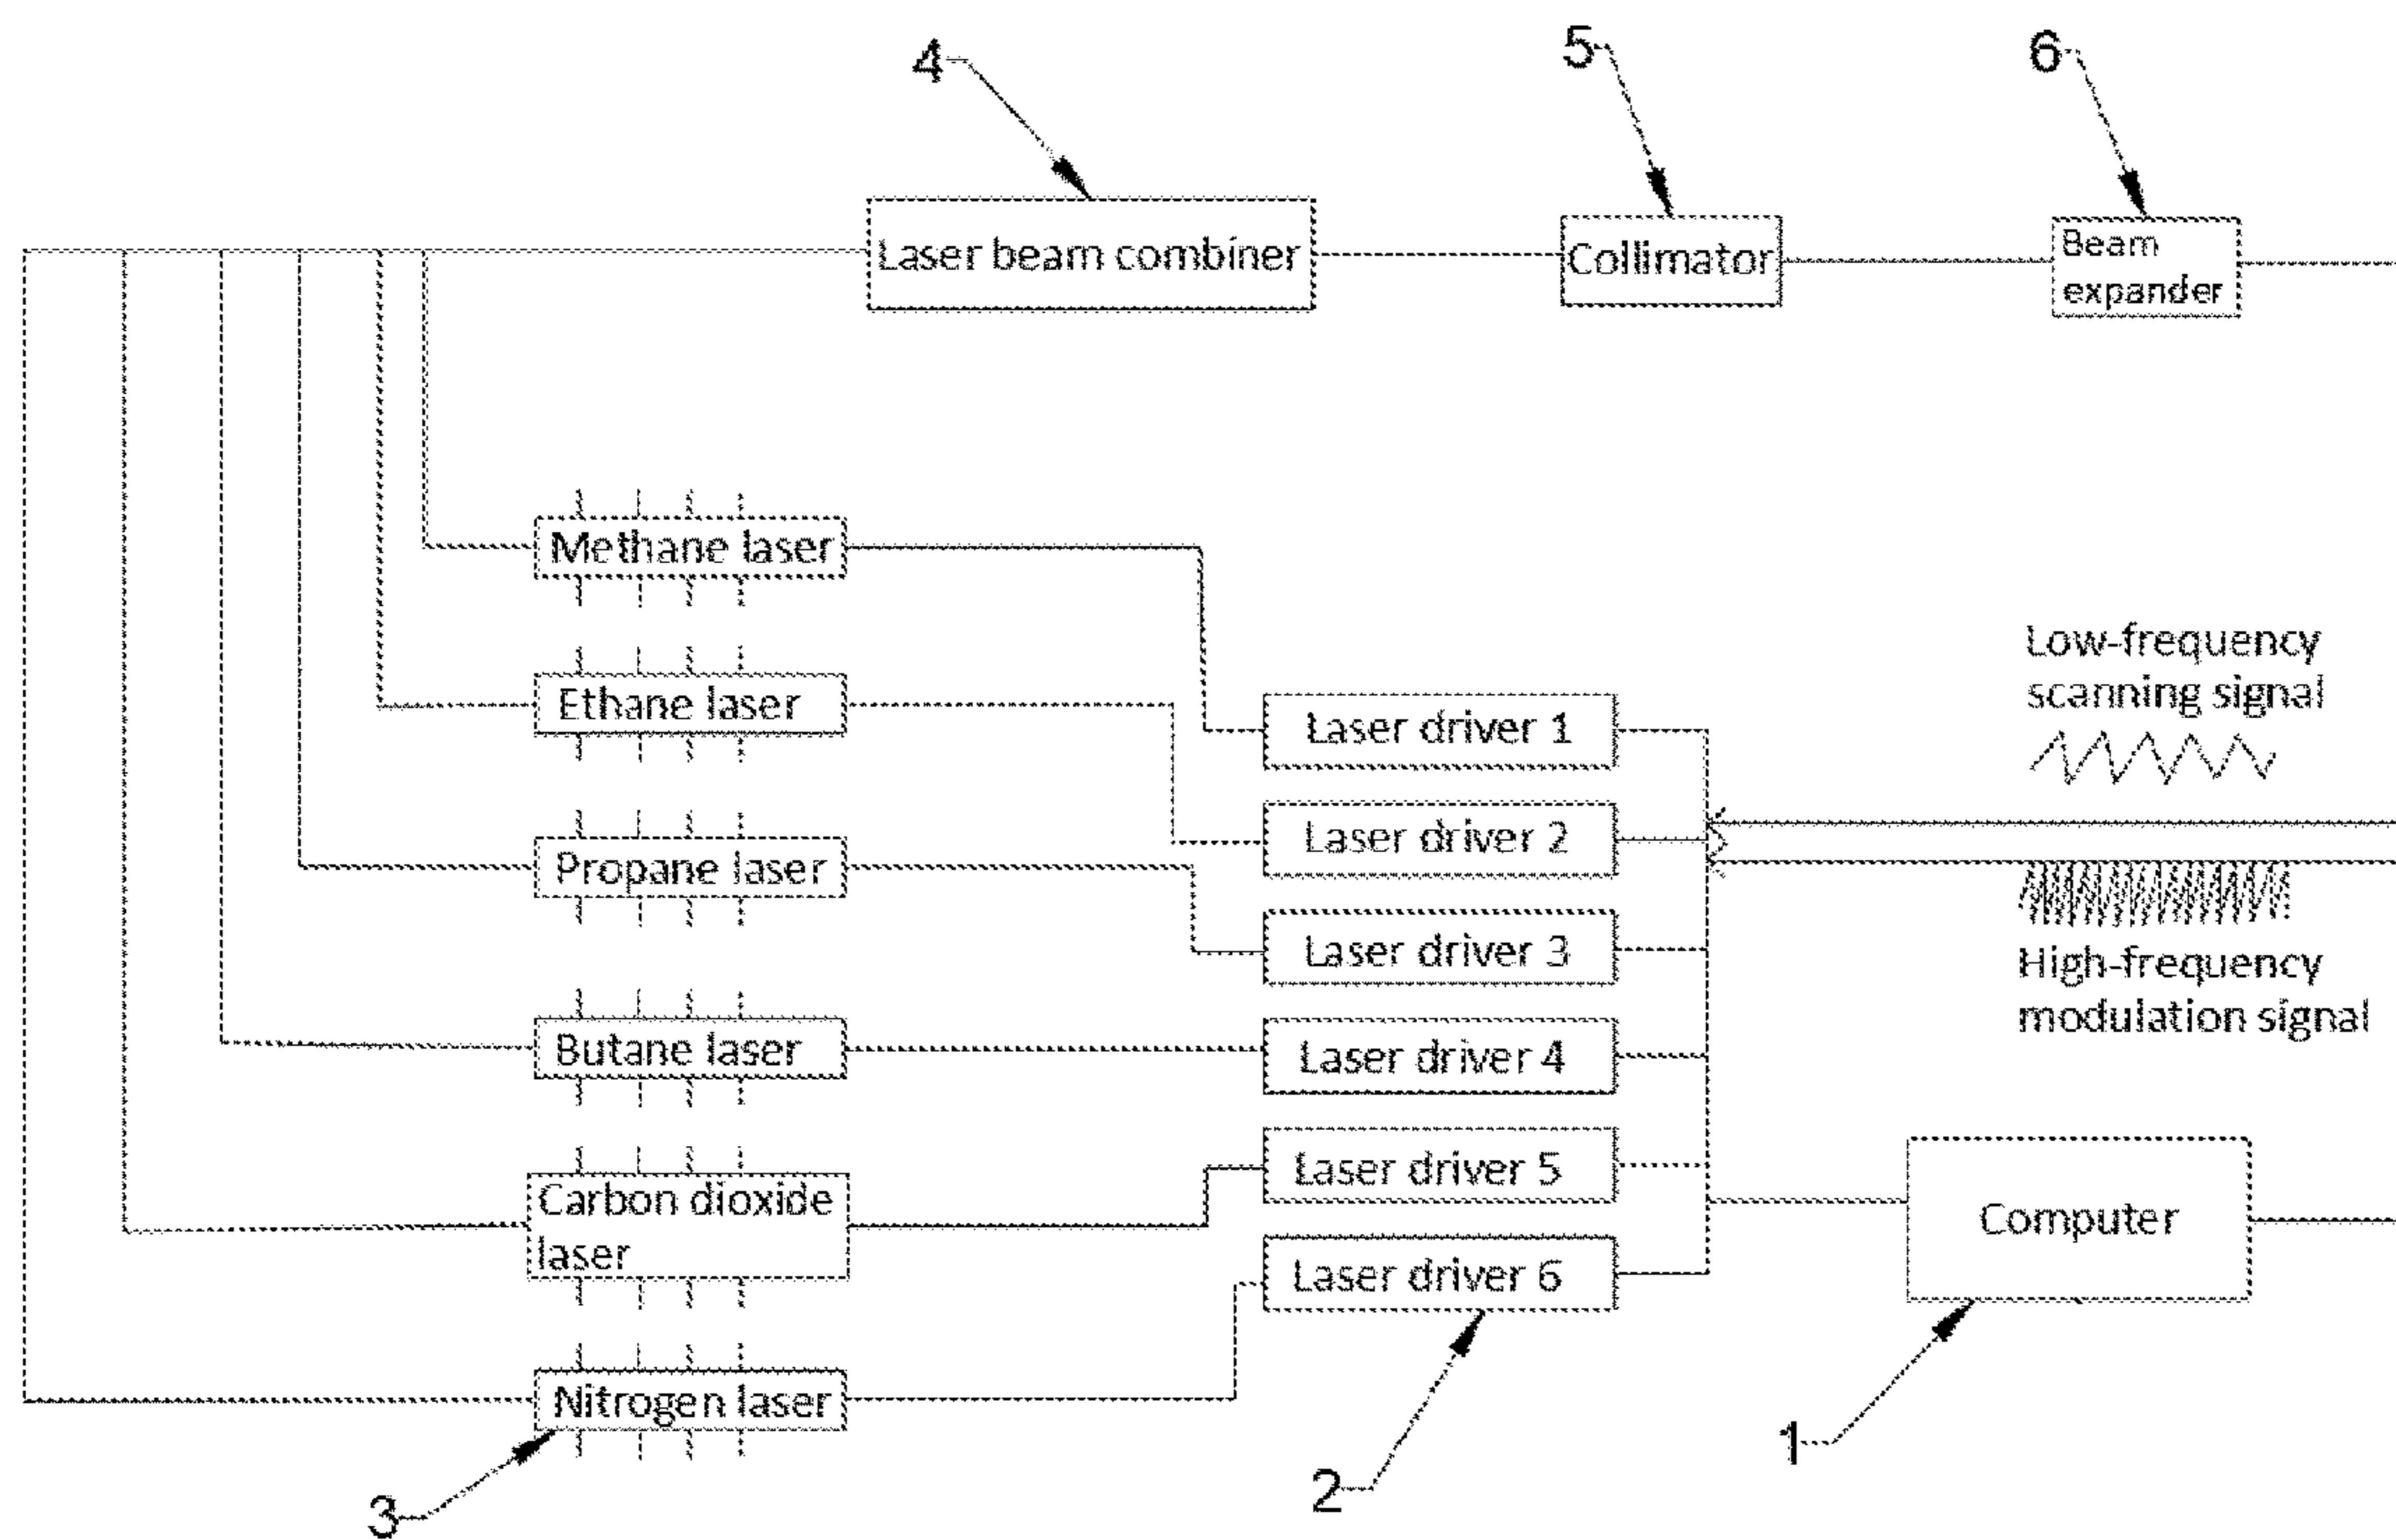 4
5
6
Laser beam combiner
Collimator
Beam
expander
Methane laser
Ethane laser
Propane laser
Butane laser
Carbon dioxide
laser
Nitrogen laser
Laser driver 1
Laser driver 2
Laser driver 3
Laser driver 4
Laser driver 5
Laser driver 6
Low-frequency
scanning signal
High-frequency
modulation signal
Computer
1
2
3